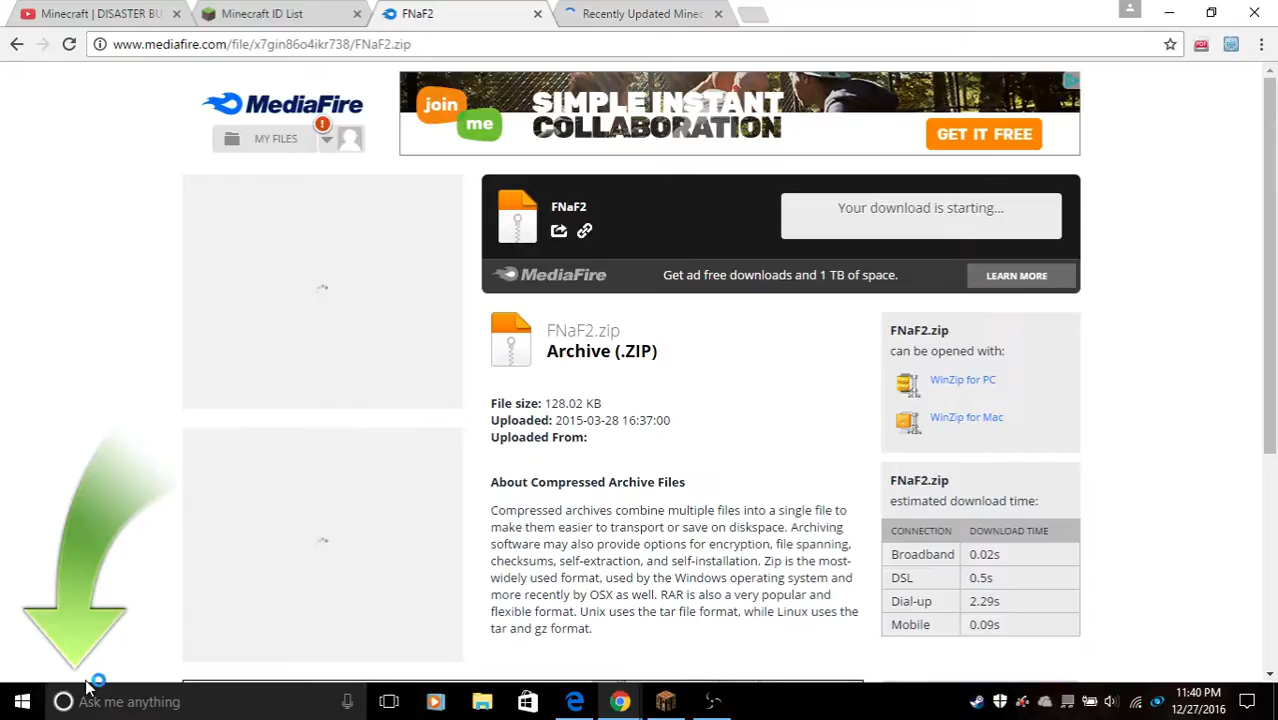 Minecraft | DISASTER BU
Minecraft ID List
FNaF2
Recently Updated Minec
www.mediafire.com/file/x7gin86o4ikr738/FNaF2.zip
MediaFire
MY FILES
!
join
me
SIMPLE INSTANT
COLLABORATION
GET IT FREE
FNaF2
Your download is starting...
MediaFire
Get ad free downloads and 1 TB of space.
LEARN MORE
FNaF2.zip
Archive (.ZIP)
File size: 128.02 KB
Uploaded: 2015-03-28 16:37:00
Uploaded From:
About Compressed Archive Files
Compressed archives combine multiple files into a single file to
make them easier to transport or save on diskspace. Archiving
software may also provide options for encryption, file spanning,
checksums, self-extraction, and self-installation. Zip is the most-
widely used format, used by the Windows operating system and
more recently by OSX as well. RAR is also a very popular and
flexible format. Unix uses the tar file format, while Linux uses the
tar and gz format.
FNaF2.zip
can be opened with:
WinZip for PC
WinZip for Mac
FNaF2.zip
estimated download time:
CONNECTION DOWNLOAD TIME
Broadband 0.02s
DSL 0.5s
Dial-up 2.29s
Mobile 0.09s
Ask me anything
11:40 PM
12/27/2016